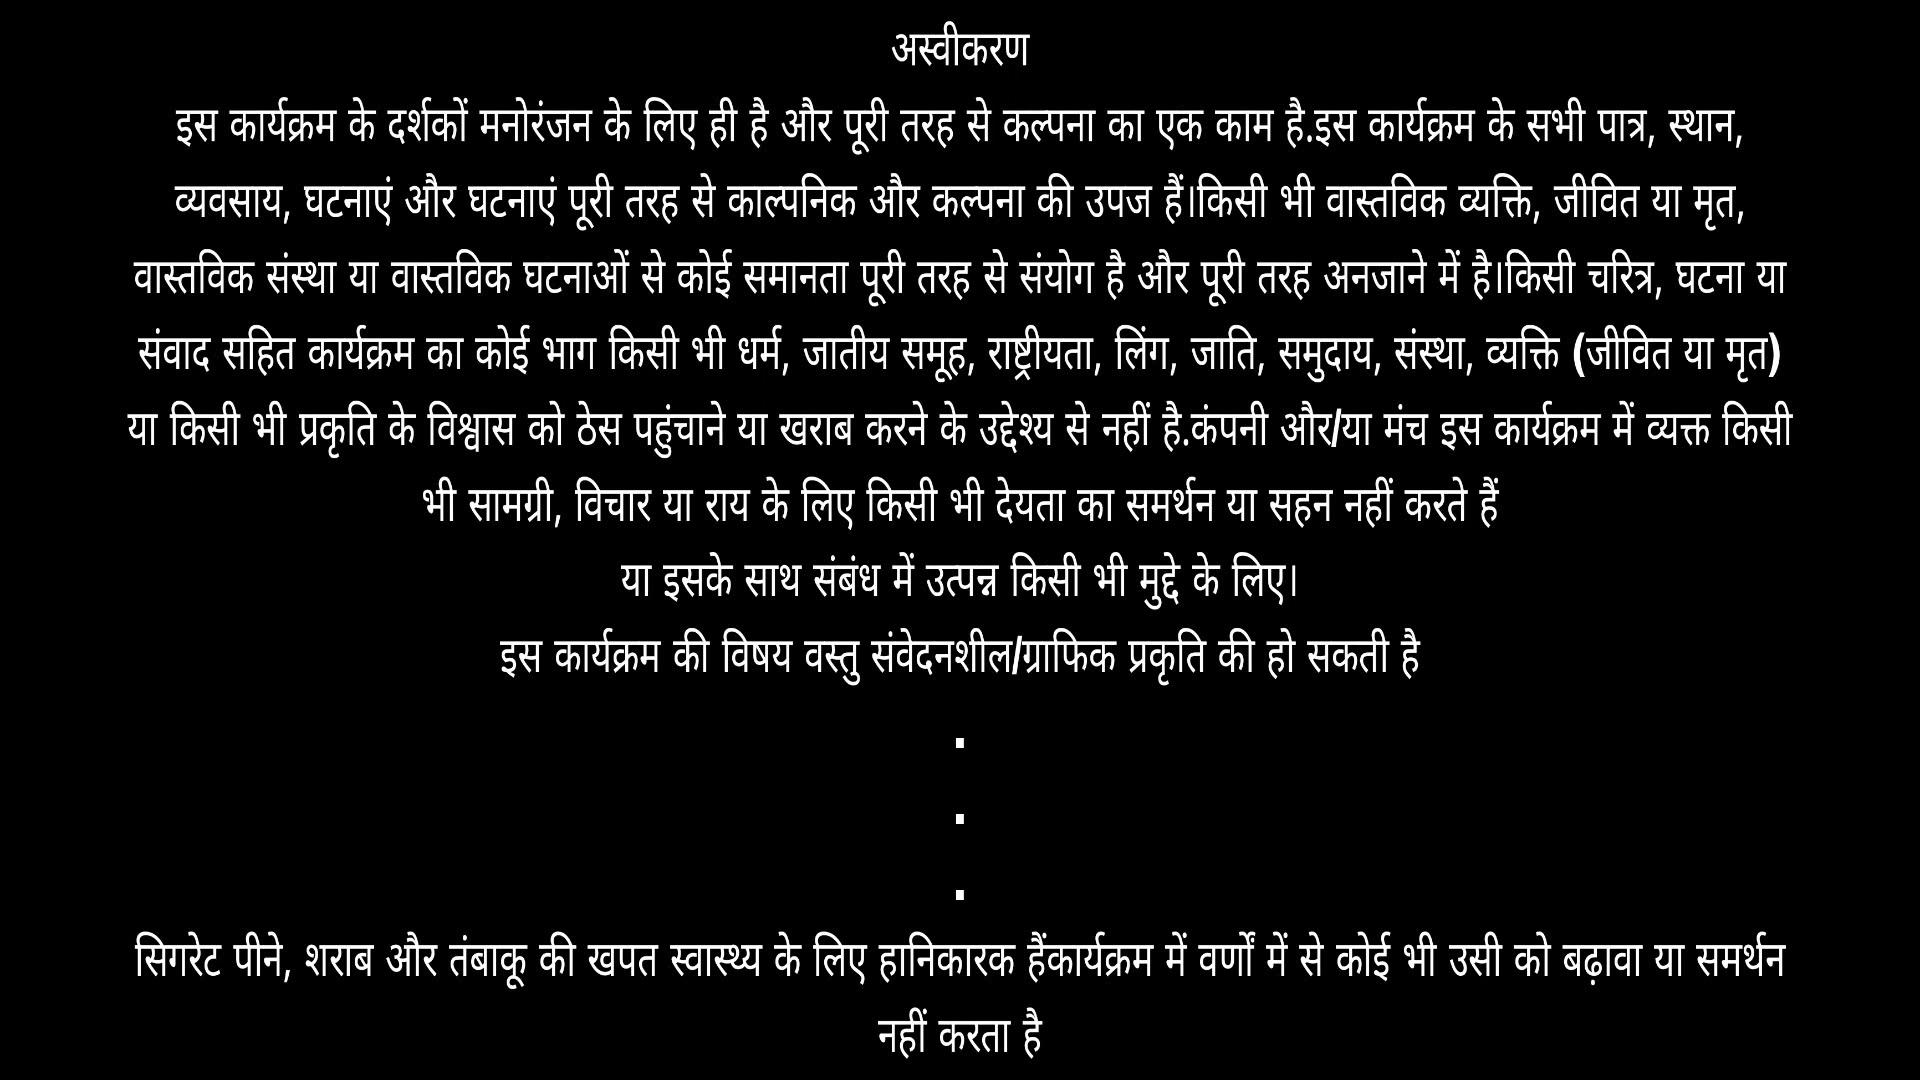 अस्वीकरण
इस कार्यक्रम के दर्शकों मनोरंजन के लिए ही है और पूरी तरह से कल्पना का एक काम है.इस कार्यक्रम के सभी पात्र, स्थान,
व्यवसाय, घटनाएं और घटनाएं पूरी तरह से काल्पनिक और कल्पना की उपज हैं।किसी भी वास्तविक व्यक्ति, जीवित या मृत,
वास्तविक संस्था या वास्तविक घटनाओं से कोई समानता पूरी तरह से संयोग है और पूरी तरह अनजाने में है।किसी चरित्र, घटना या
संवाद सहित कार्यक्रम का कोई भाग किसी भी धर्म, जातीय समूह, राष्ट्रीयता, लिंग, जाति, समुदाय, संस्था, व्यक्ति (जीवित या मृत)
या किसी भी प्रकृति के विश्वास को ठेस पहुंचाने या खराब करने के उद्देश्य से नहीं है.कंपनी और/या मंच इस कार्यक्रम में व्यक्त किसी
भी सामग्री, विचार या राय के लिए किसी भी देयता का समर्थन या सहन नहीं करते हैं
या इसके साथ संबंध में उत्पन्न किसी भी मुद्दे के लिए।
इस कार्यक्रम की विषय वस्तु संवेदनशील/ग्राफिक प्रकृति की हो सकती है
.
.
.
सिगरेट पीने, शराब और तंबाकू की खपत स्वास्थ्य के लिए हानिकारक हैंकार्यक्रम में वर्णों में से कोई भी उसी को बढ़ावा या समर्थन
नहीं करता है